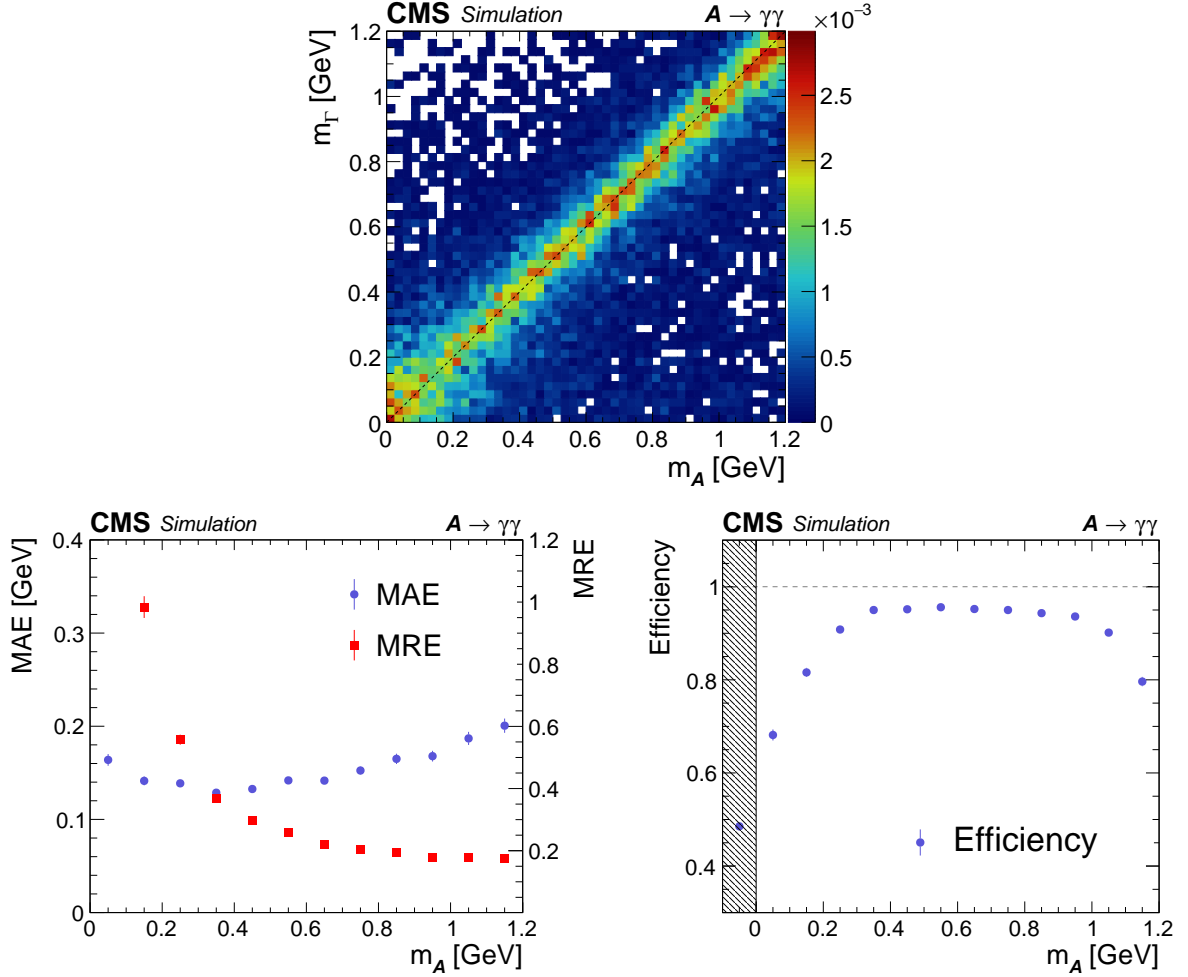 CMS Simulation A → γγ ×10⁻³
m_Γ [GeV]
1.2
1
0.8
0.6
0.4
0.2
0
0 0.2 0.4 0.6 0.8 1 1.2
m_A [GeV]
2.5
2
1.5
1
0.5
0
CMS Simulation A → γγ
MAE [GeV]
0.4
0.3
0.2
0.1
0
MAE
MRE
MRE
1.2
1
0.8
0.6
0.4
0.2
0
0 0.2 0.4 0.6 0.8 1 1.2
m_A [GeV]
CMS Simulation A → γγ
Efficiency
1
0.8
0.6
0.4
Efficiency
0 0.2 0.4 0.6 0.8 1 1.2
m_A [GeV]